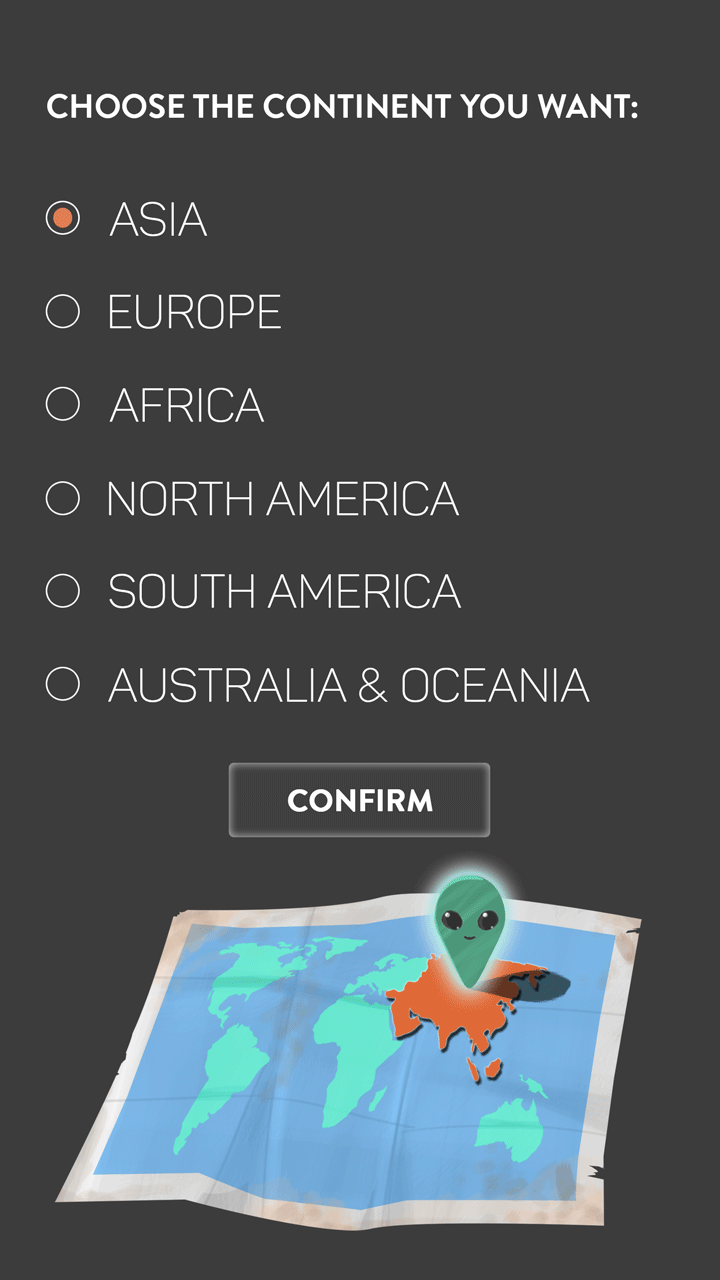 CHOOSE THE CONTINENT YOU WANT:
ASIA
EUROPE
AFRICA
NORTH AMERICA
SOUTH AMERICA
AUSTRALIA & OCEANIA
CONFIRM